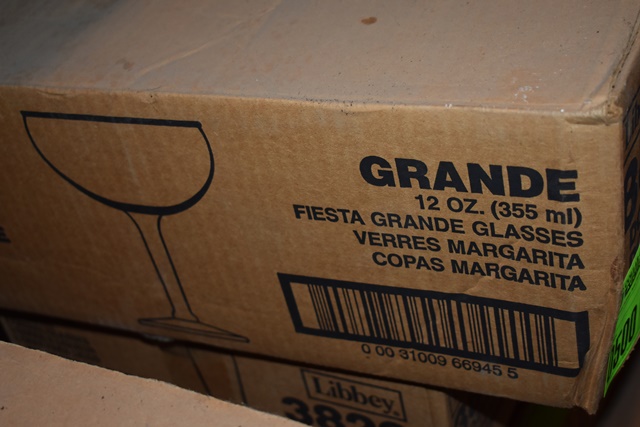 GRANDE
12 OZ. (355 ml)
FIESTA GRANDE GLASSES
VERRES MARGARITA
COPAS MARGARITA
0 00 31009 66945 5
Libbey.